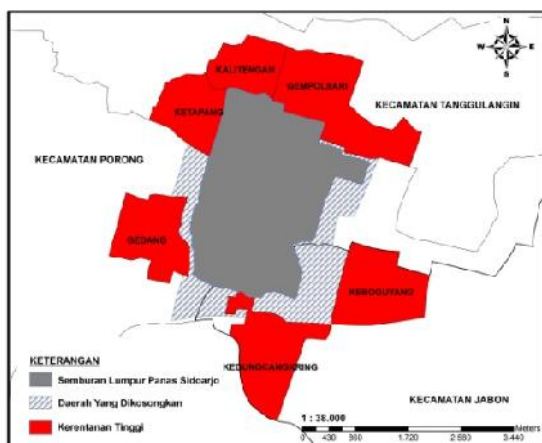 N
W E
S
KALITENGAH
GEMPOLSARI
KETAPANG
KECAMATAN TANGGULANGIN
KECAMATAN PORONG
GEDANG
KEBOGUYANG
KEDUNGCANGKRING
KETERANGAN
Semburan Lumpur Panas Sidoarjo
Daerah Yang Dikosongkan
Kerentanan Tinggi
KECAMATAN JABON
1 : 38.000
Meters
0 430 860 1.720 2.580 3.440